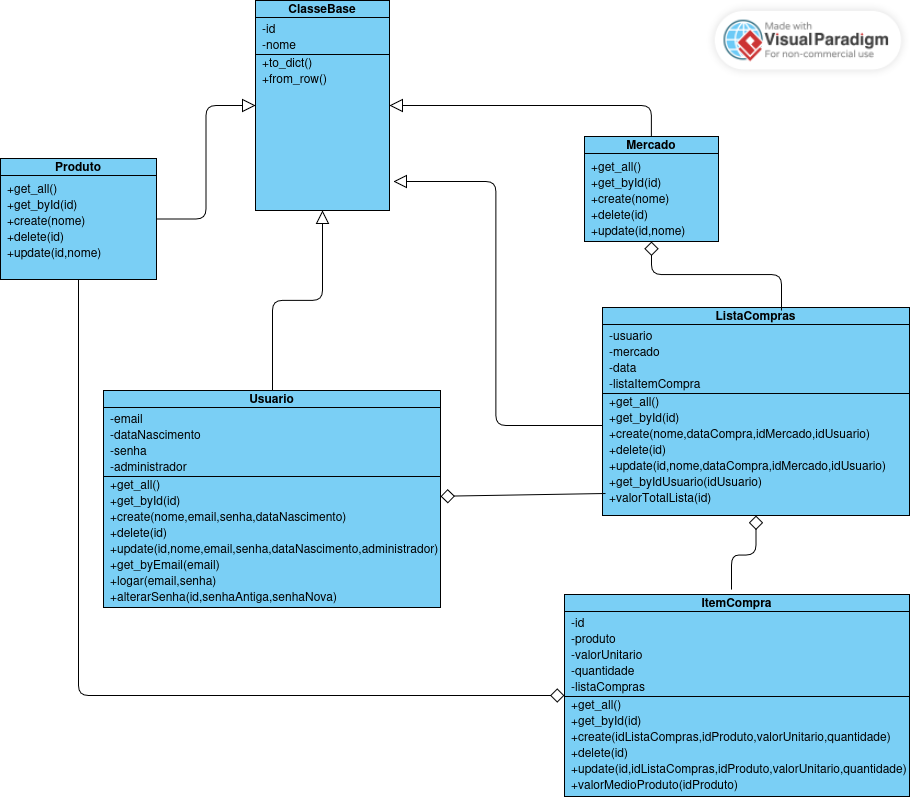 ClasseBase
-id
-nome
+to_dict()
+from_row()
Made with
Visual Paradigm
For non-commercial use
Produto
+get_all()
+get_byId(id)
+create(nome)
+delete(id)
+update(id,nome)
Mercado
+get_all()
+get_byId(id)
+create(nome)
+delete(id)
+update(id,nome)
Usuario
-email
-dataNascimento
-senha
-administrador
+get_all()
+get_byId(id)
+create(nome,email,senha,dataNascimento)
+delete(id)
+update(id,nome,email,senha,dataNascimento,administrador)
+get_byEmail(email)
+logar(email,senha)
+alterarSenha(id,senhaAntiga,senhaNova)
ListaCompras
-usuario
-mercado
-data
-listaItemCompra
+get_all()
+get_byId(id)
+create(nome,dataCompra,idMercado,idUsuario)
+delete(id)
+update(id,nome,dataCompra,idMercado,idUsuario)
+get_byIdUsuario(idUsuario)
+valorTotalLista(id)
ItemCompra
-id
-produto
-valorUnitario
-quantidade
-listaCompras
+get_all()
+get_byId(id)
+create(idListaCompras,idProduto,valorUnitario,quantidade)
+delete(id)
+update(id,idListaCompras,idProduto,valorUnitario,quantidade)
+valorMedioProduto(idProduto)